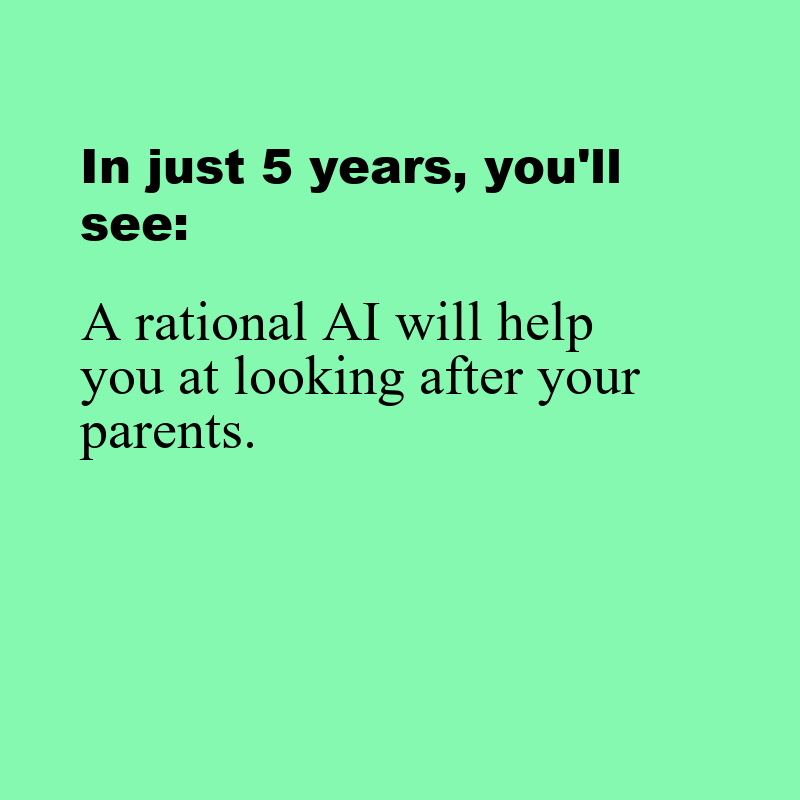 In just 5 years, you'll
see:
A rational AI will help
you at looking after your
parents.